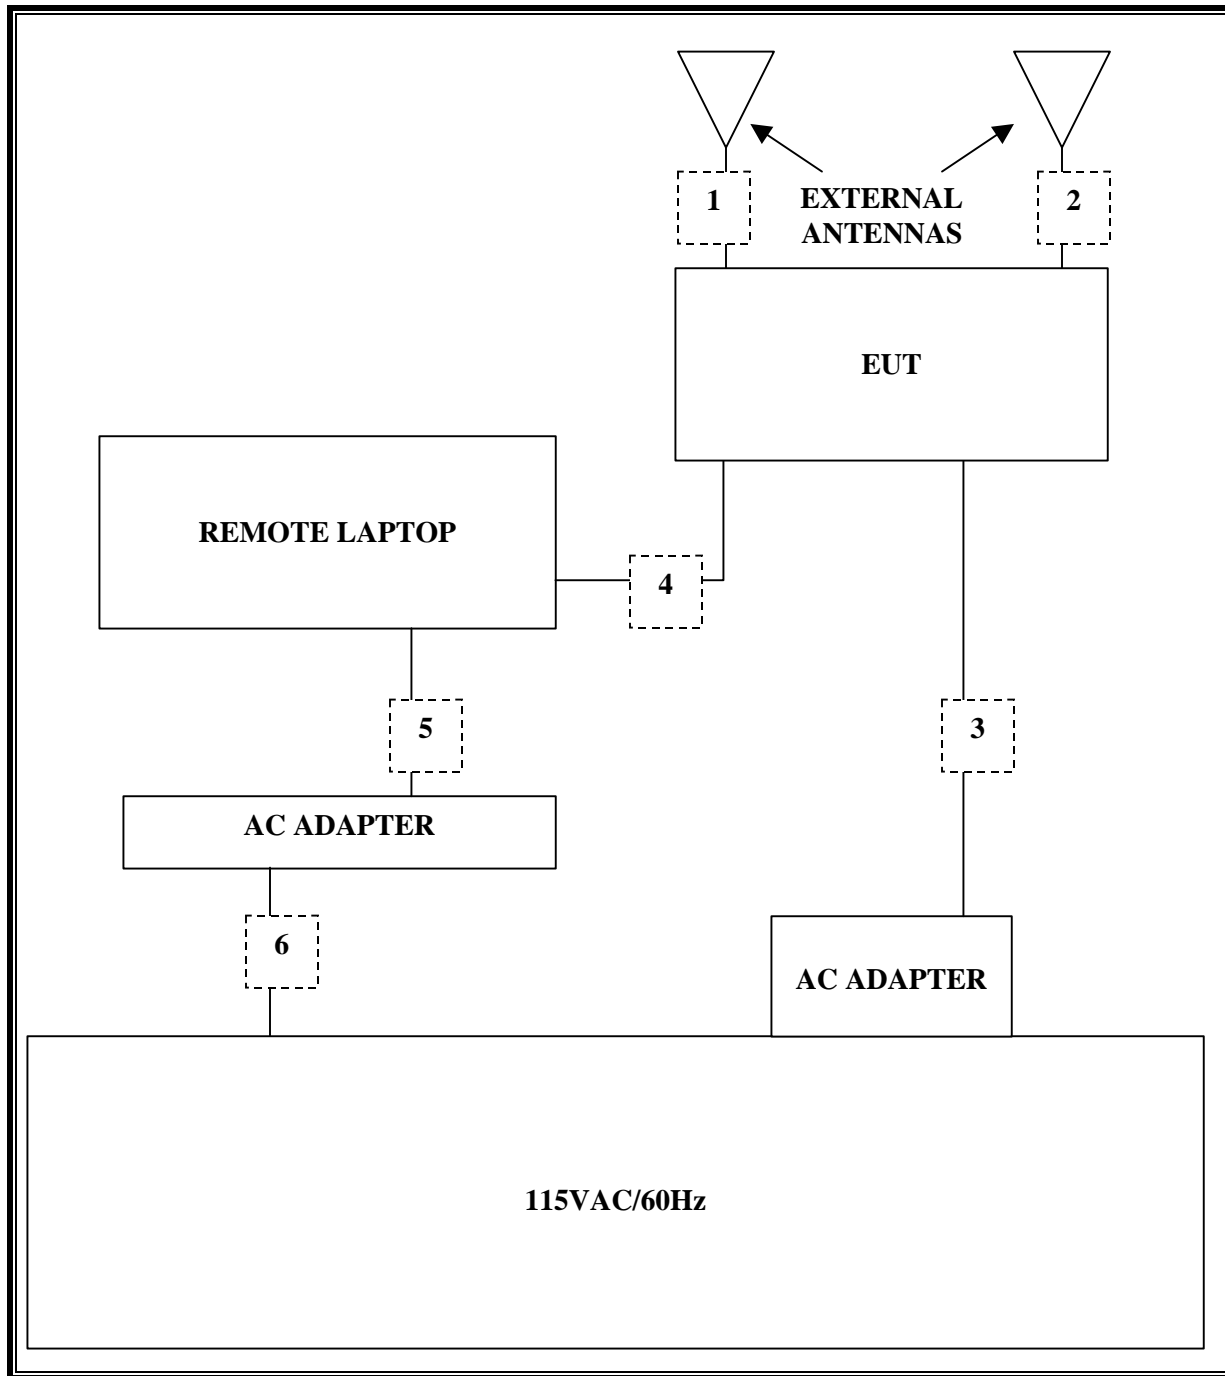 1
EXTERNAL
ANTENNAS
2
EUT
REMOTE LAPTOP
4
5
3
AC ADAPTER
6
AC ADAPTER
115VAC/60Hz